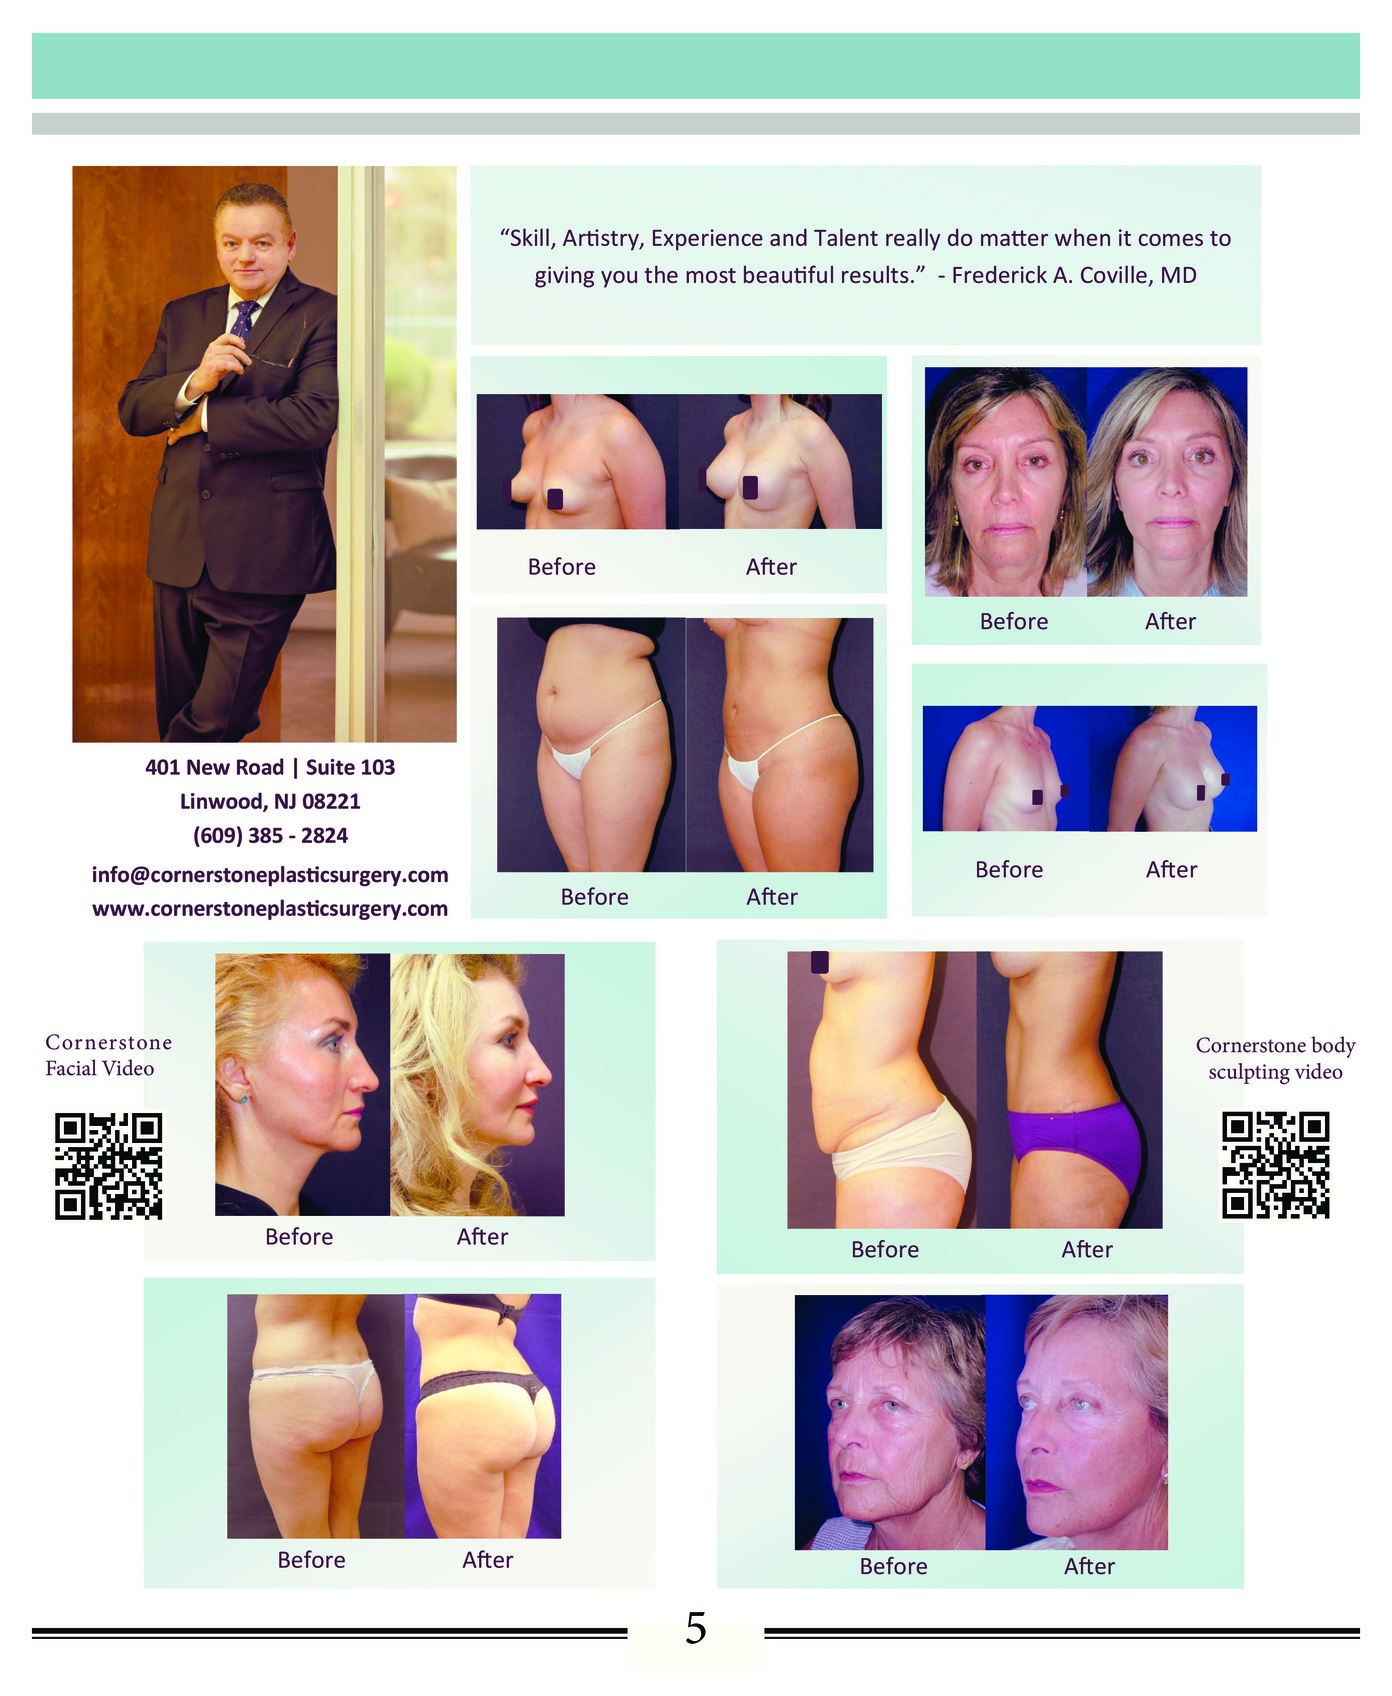 “Skill, Artistry, Experience and Talent really do matter when it comes to
giving you the most beautiful results.”  - Frederick A. Coville, MD
Before
After
Before
After
401 New Road | Suite 103
Linwood, NJ 08221
(609) 385 - 2824
info@cornerstoneplasticsurgery.com
www.cornerstoneplasticsurgery.com
Before
After
Before
After
Cornerstone
Facial Video
Before
After
Cornerstone body
sculpting video
Before
After
Before
After
Before
After
5